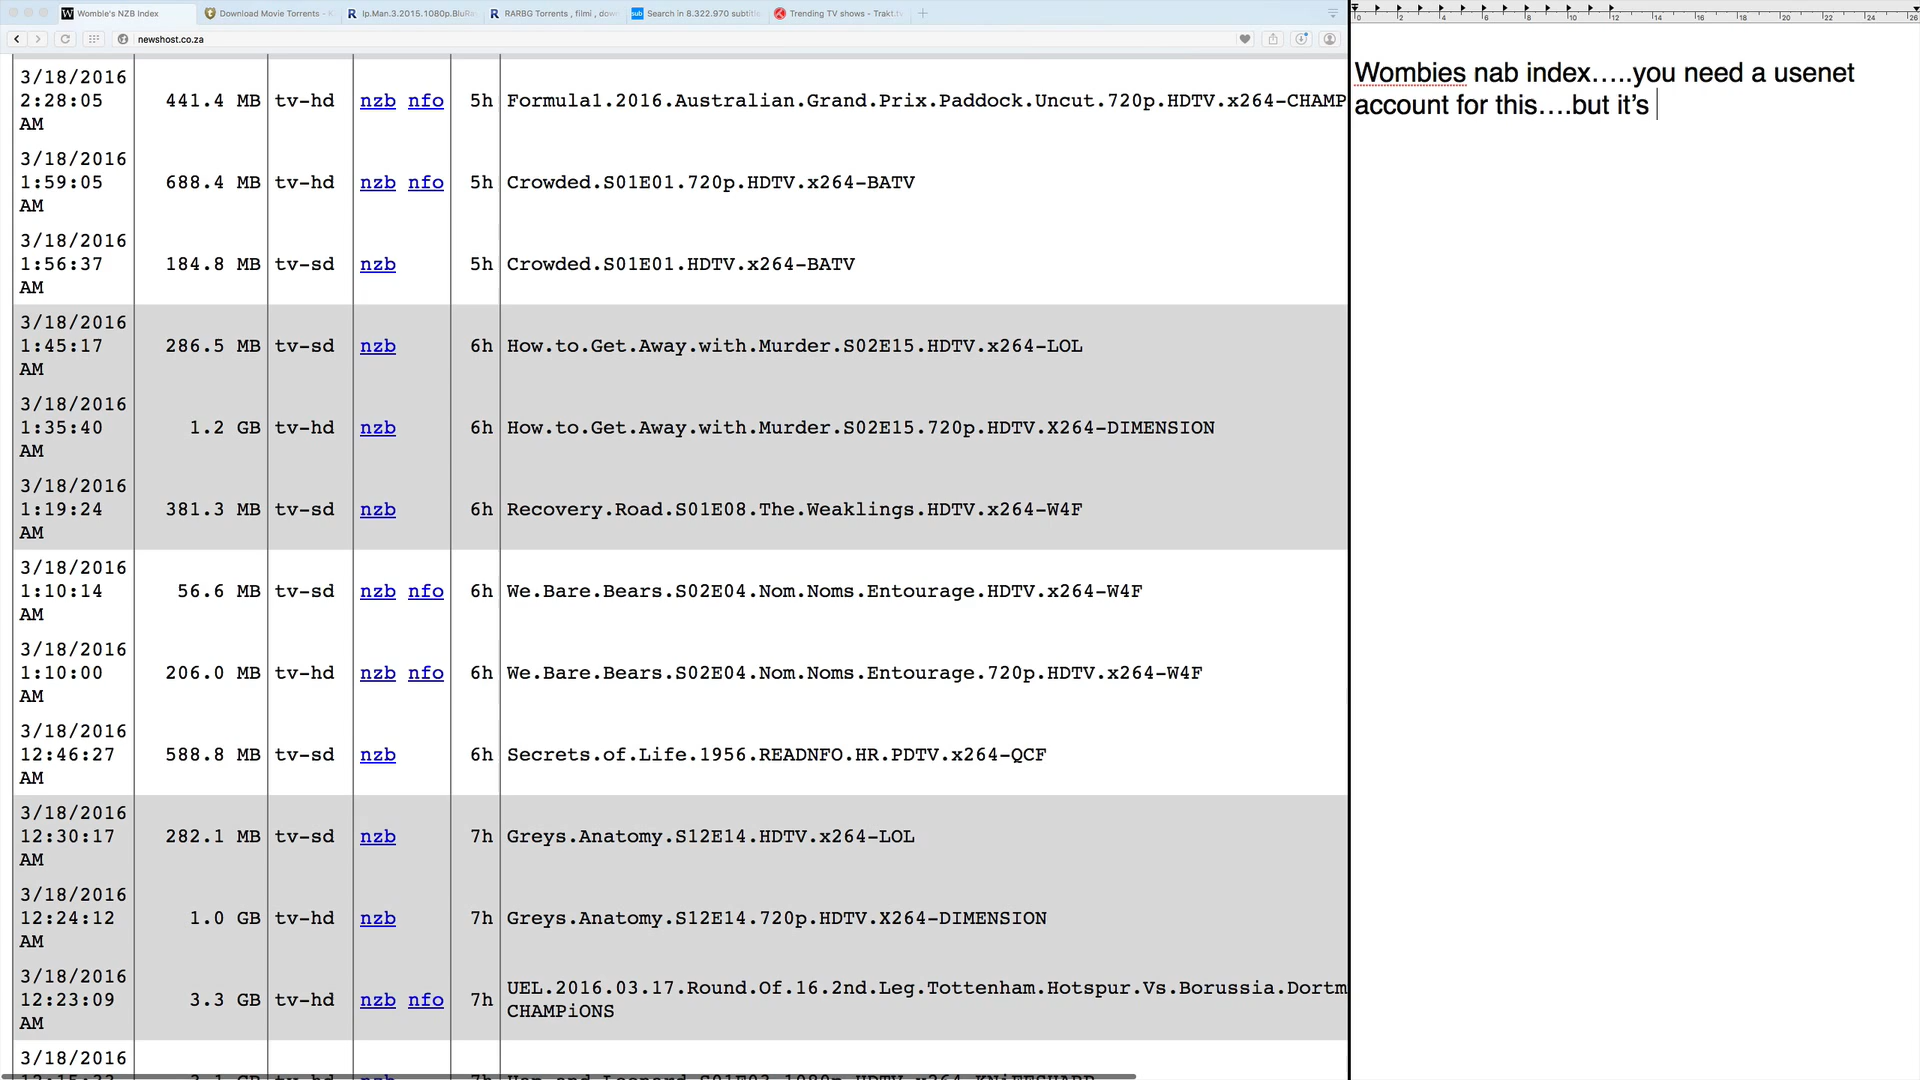 Womble's NZB Index
Download Movie Torrents - K
Ip.Man.3.2015.1080p.BluRa
RARBG Torrents , filmi , dow
sub Search in 8.322.970 subtitle
Trending TV shows - Trakt.tv
newshost.co.za
0 2 4 6 8 10 12 14 16 18 20 22 24 26
Wombies nab index…..you need a usenet
account for this….but it’s
3/18/2016
2:28:05
AM
441.4 MB tv-hd nzb nfo 5h Formula1.2016.Australian.Grand.Prix.Paddock.Uncut.720p.HDTV.x264-CHAMP
3/18/2016
1:59:05
AM
688.4 MB tv-hd nzb nfo 5h Crowded.S01E01.720p.HDTV.x264-BATV
3/18/2016
1:56:37
AM
184.8 MB tv-sd nzb 5h Crowded.S01E01.HDTV.x264-BATV
3/18/2016
1:45:17
AM
286.5 MB tv-sd nzb 6h How.to.Get.Away.with.Murder.S02E15.HDTV.x264-LOL
3/18/2016
1:35:40
AM
1.2 GB tv-hd nzb 6h How.to.Get.Away.with.Murder.S02E15.720p.HDTV.X264-DIMENSION
3/18/2016
1:19:24
AM
381.3 MB tv-sd nzb 6h Recovery.Road.S01E08.The.Weaklings.HDTV.x264-W4F
3/18/2016
1:10:14
AM
56.6 MB tv-sd nzb nfo 6h We.Bare.Bears.S02E04.Nom.Noms.Entourage.HDTV.x264-W4F
3/18/2016
1:10:00
AM
206.0 MB tv-hd nzb nfo 6h We.Bare.Bears.S02E04.Nom.Noms.Entourage.720p.HDTV.x264-W4F
3/18/2016
12:46:27
AM
588.8 MB tv-sd nzb 6h Secrets.of.Life.1956.READNFO.HR.PDTV.x264-QCF
3/18/2016
12:30:17
AM
282.1 MB tv-sd nzb 7h Greys.Anatomy.S12E14.HDTV.x264-LOL
3/18/2016
12:24:12
AM
1.0 GB tv-hd nzb 7h Greys.Anatomy.S12E14.720p.HDTV.X264-DIMENSION
3/18/2016
12:23:09
AM
3.3 GB tv-hd nzb nfo 7h UEL.2016.03.17.Round.Of.16.2nd.Leg.Tottenham.Hotspur.Vs.Borussia.Dortm
CHAMPiONS
3/18/2016